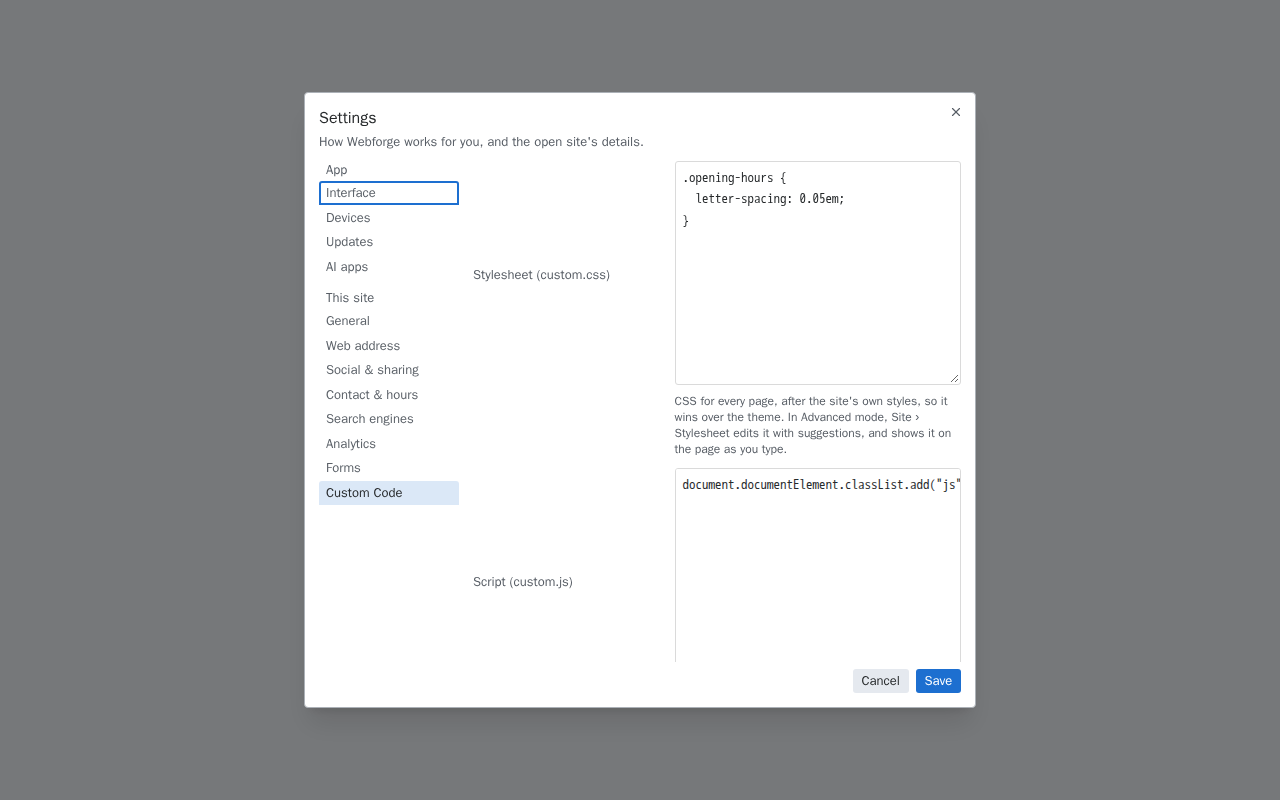 Settings
How Webforge works for you, and the open site's details.
App
Interface
Devices
Updates
AI apps
This site
General
Web address
Social & sharing
Contact & hours
Search engines
Analytics
Forms
Custom Code
Stylesheet (custom.css)
.opening-hours {
  letter-spacing: 0.05em;
}
CSS for every page, after the site's own styles, so it
wins over the theme. In Advanced mode, Site ›
Stylesheet edits it with suggestions, and shows it on
the page as you type.
Script (custom.js)
document.documentElement.classList.add("js"
Cancel
Save